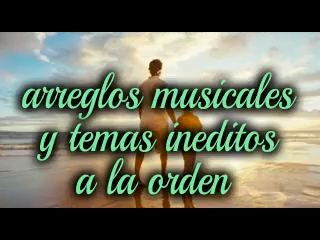 arreglos musicales
y temas ineditos
a la orden